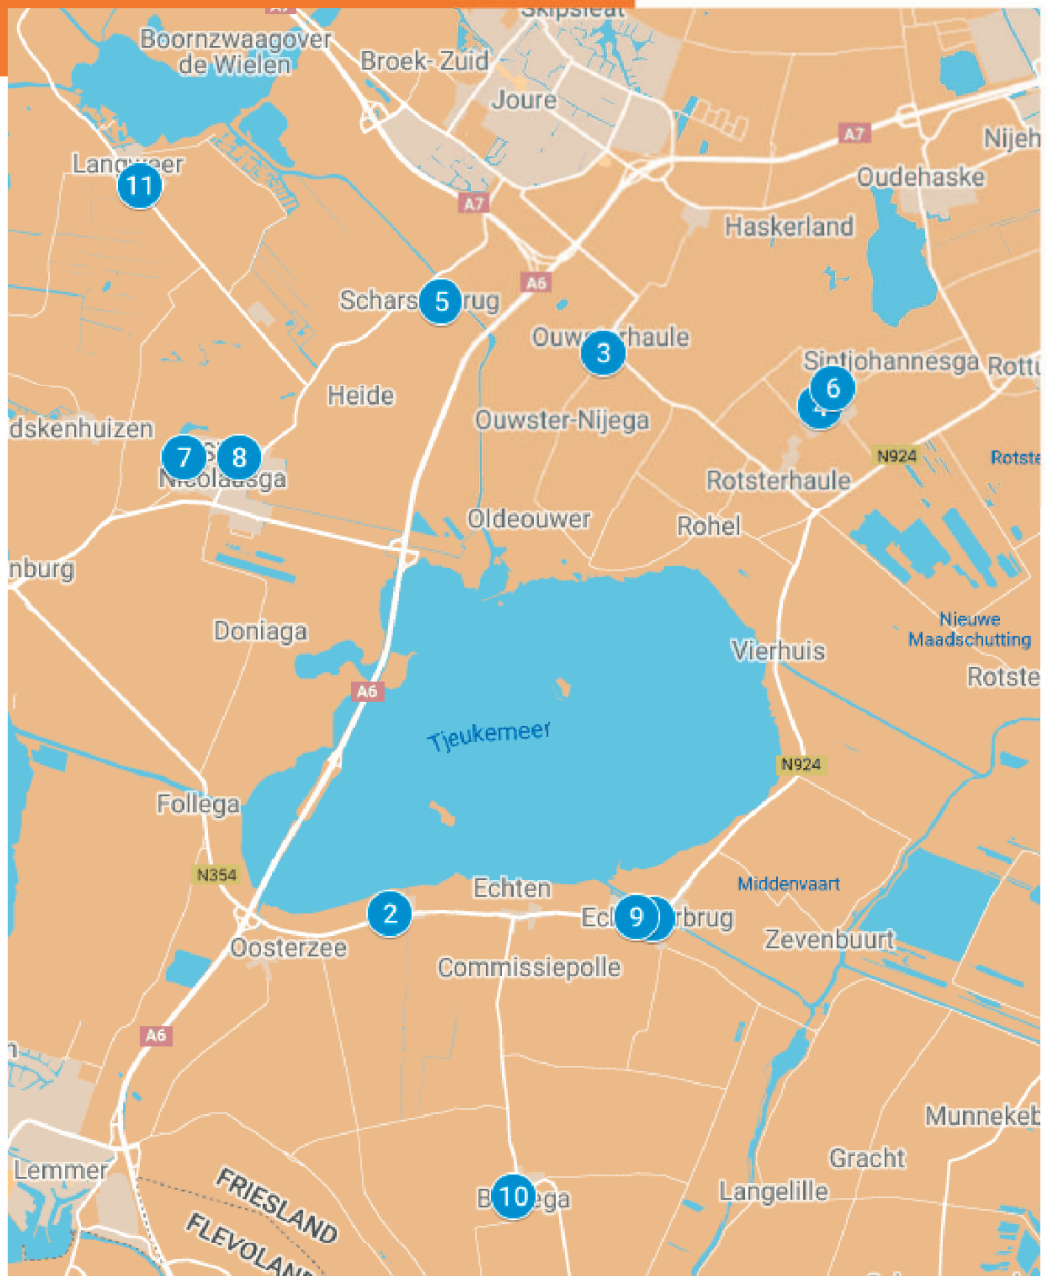 Boornzwaagover
de Wielen
Broek- Zuid
Joure
A7
Nijeh
Langweer
11
Oudehaske
A7
Haskerland
A6
Schars
5
rug
Ouw
3
rhaule
Sintjohannesga
Rottu
6
4
Heide
Ouwster-Nijega
dskenhuizen
7
8
Nicolaasga
N924
Rotste
Rotsterhaule
Oldeouwer
Rohel
nburg
Nieuwe
Maadschutting
Doniaga
Vierhuis
Rotste
A6
Tjeukemeer
N924
Follega
N354
Echten
Middenvaart
2
9
rbrug
Oosterzee
Zevenbuurt
Commissiepolle
A6
Munnekeb
Gracht
Lemmer
Langelille
FRIESLAND
10
ega
FLEVOLAN